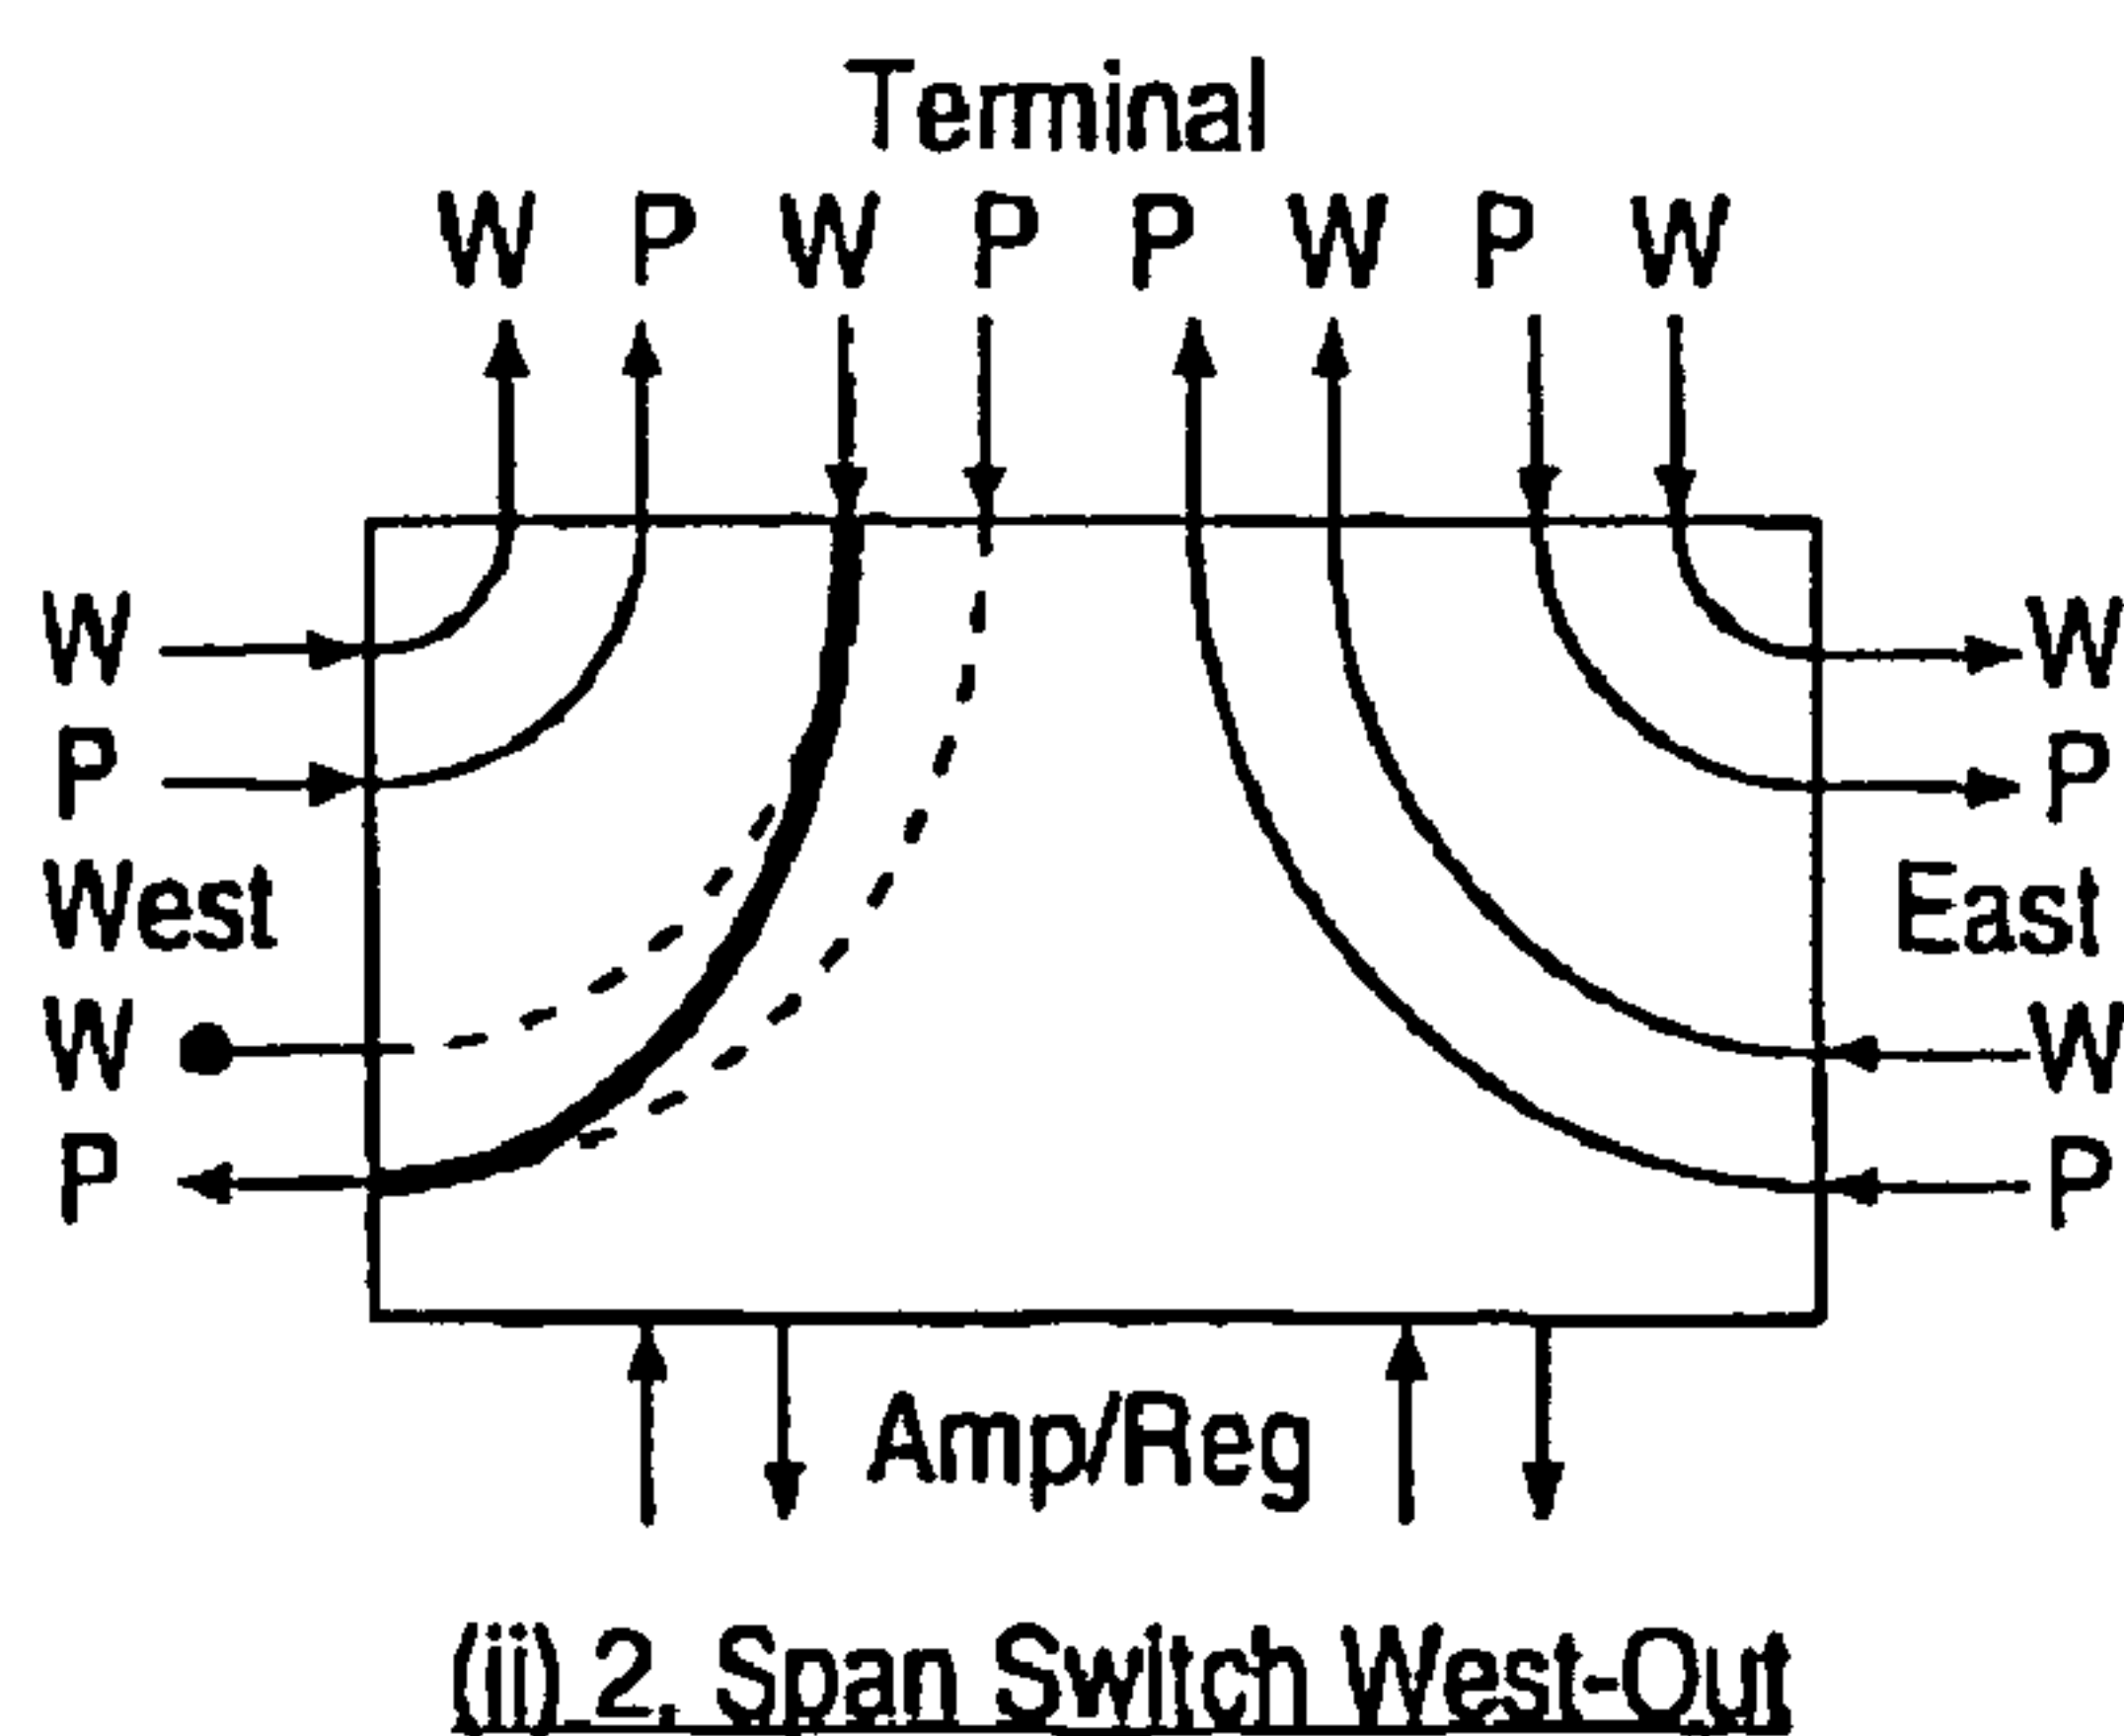 Terminal
W P W P P W P W
W W
P P
West East
W W
P P
Amp/Reg
(ii) 2. Span Switch West-Out